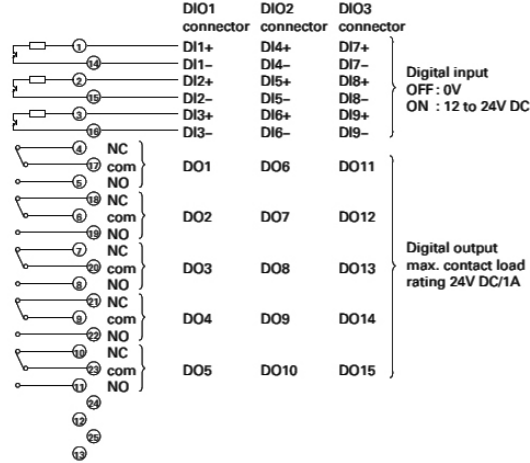 DIO1 DIO2 DIO3
connector connector connector
1 DI1+ DI4+ DI7+
14 DI1– DI4– DI7–
2 DI2+ DI5+ DI8+
15 DI2– DI5– DI8–
3 DI3+ DI6+ DI9+
16 DI3– DI6– DI9–
Digital input
OFF : 0V
ON : 12 to 24V DC
4 NC
17 com DO1 DO6 DO11
5 NO
18 NC
6 com DO2 DO7 DO12
19 NO
7 NC
20 com DO3 DO8 DO13
8 NO
21 NC
9 com DO4 DO9 DO14
22 NO
10 NC
23 com DO5 DO10 DO15
11 NO
Digital output
max. contact load
rating 24V DC/1A
24
12
25
13